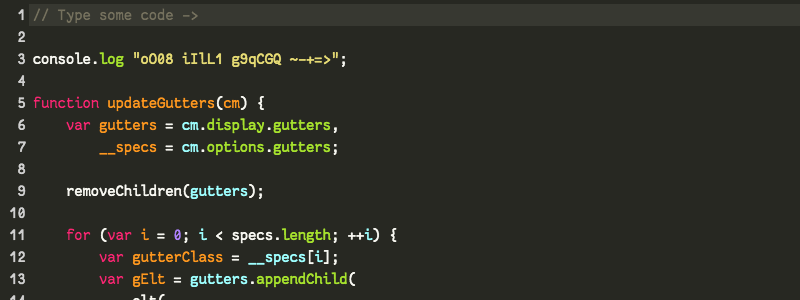 1 // Type some code ->
2
3 console.log "oO08 iIlL1 g9qCGQ ~-+=>";
4
5 function updateGutters(cm) {
6     var gutters = cm.display.gutters,
7         __specs = cm.options.gutters;
8
9     removeChildren(gutters);
10
11     for (var i = 0; i < specs.length; ++i) {
12         var gutterClass = __specs[i];
13         var gElt = gutters.appendChild(
14             elt(